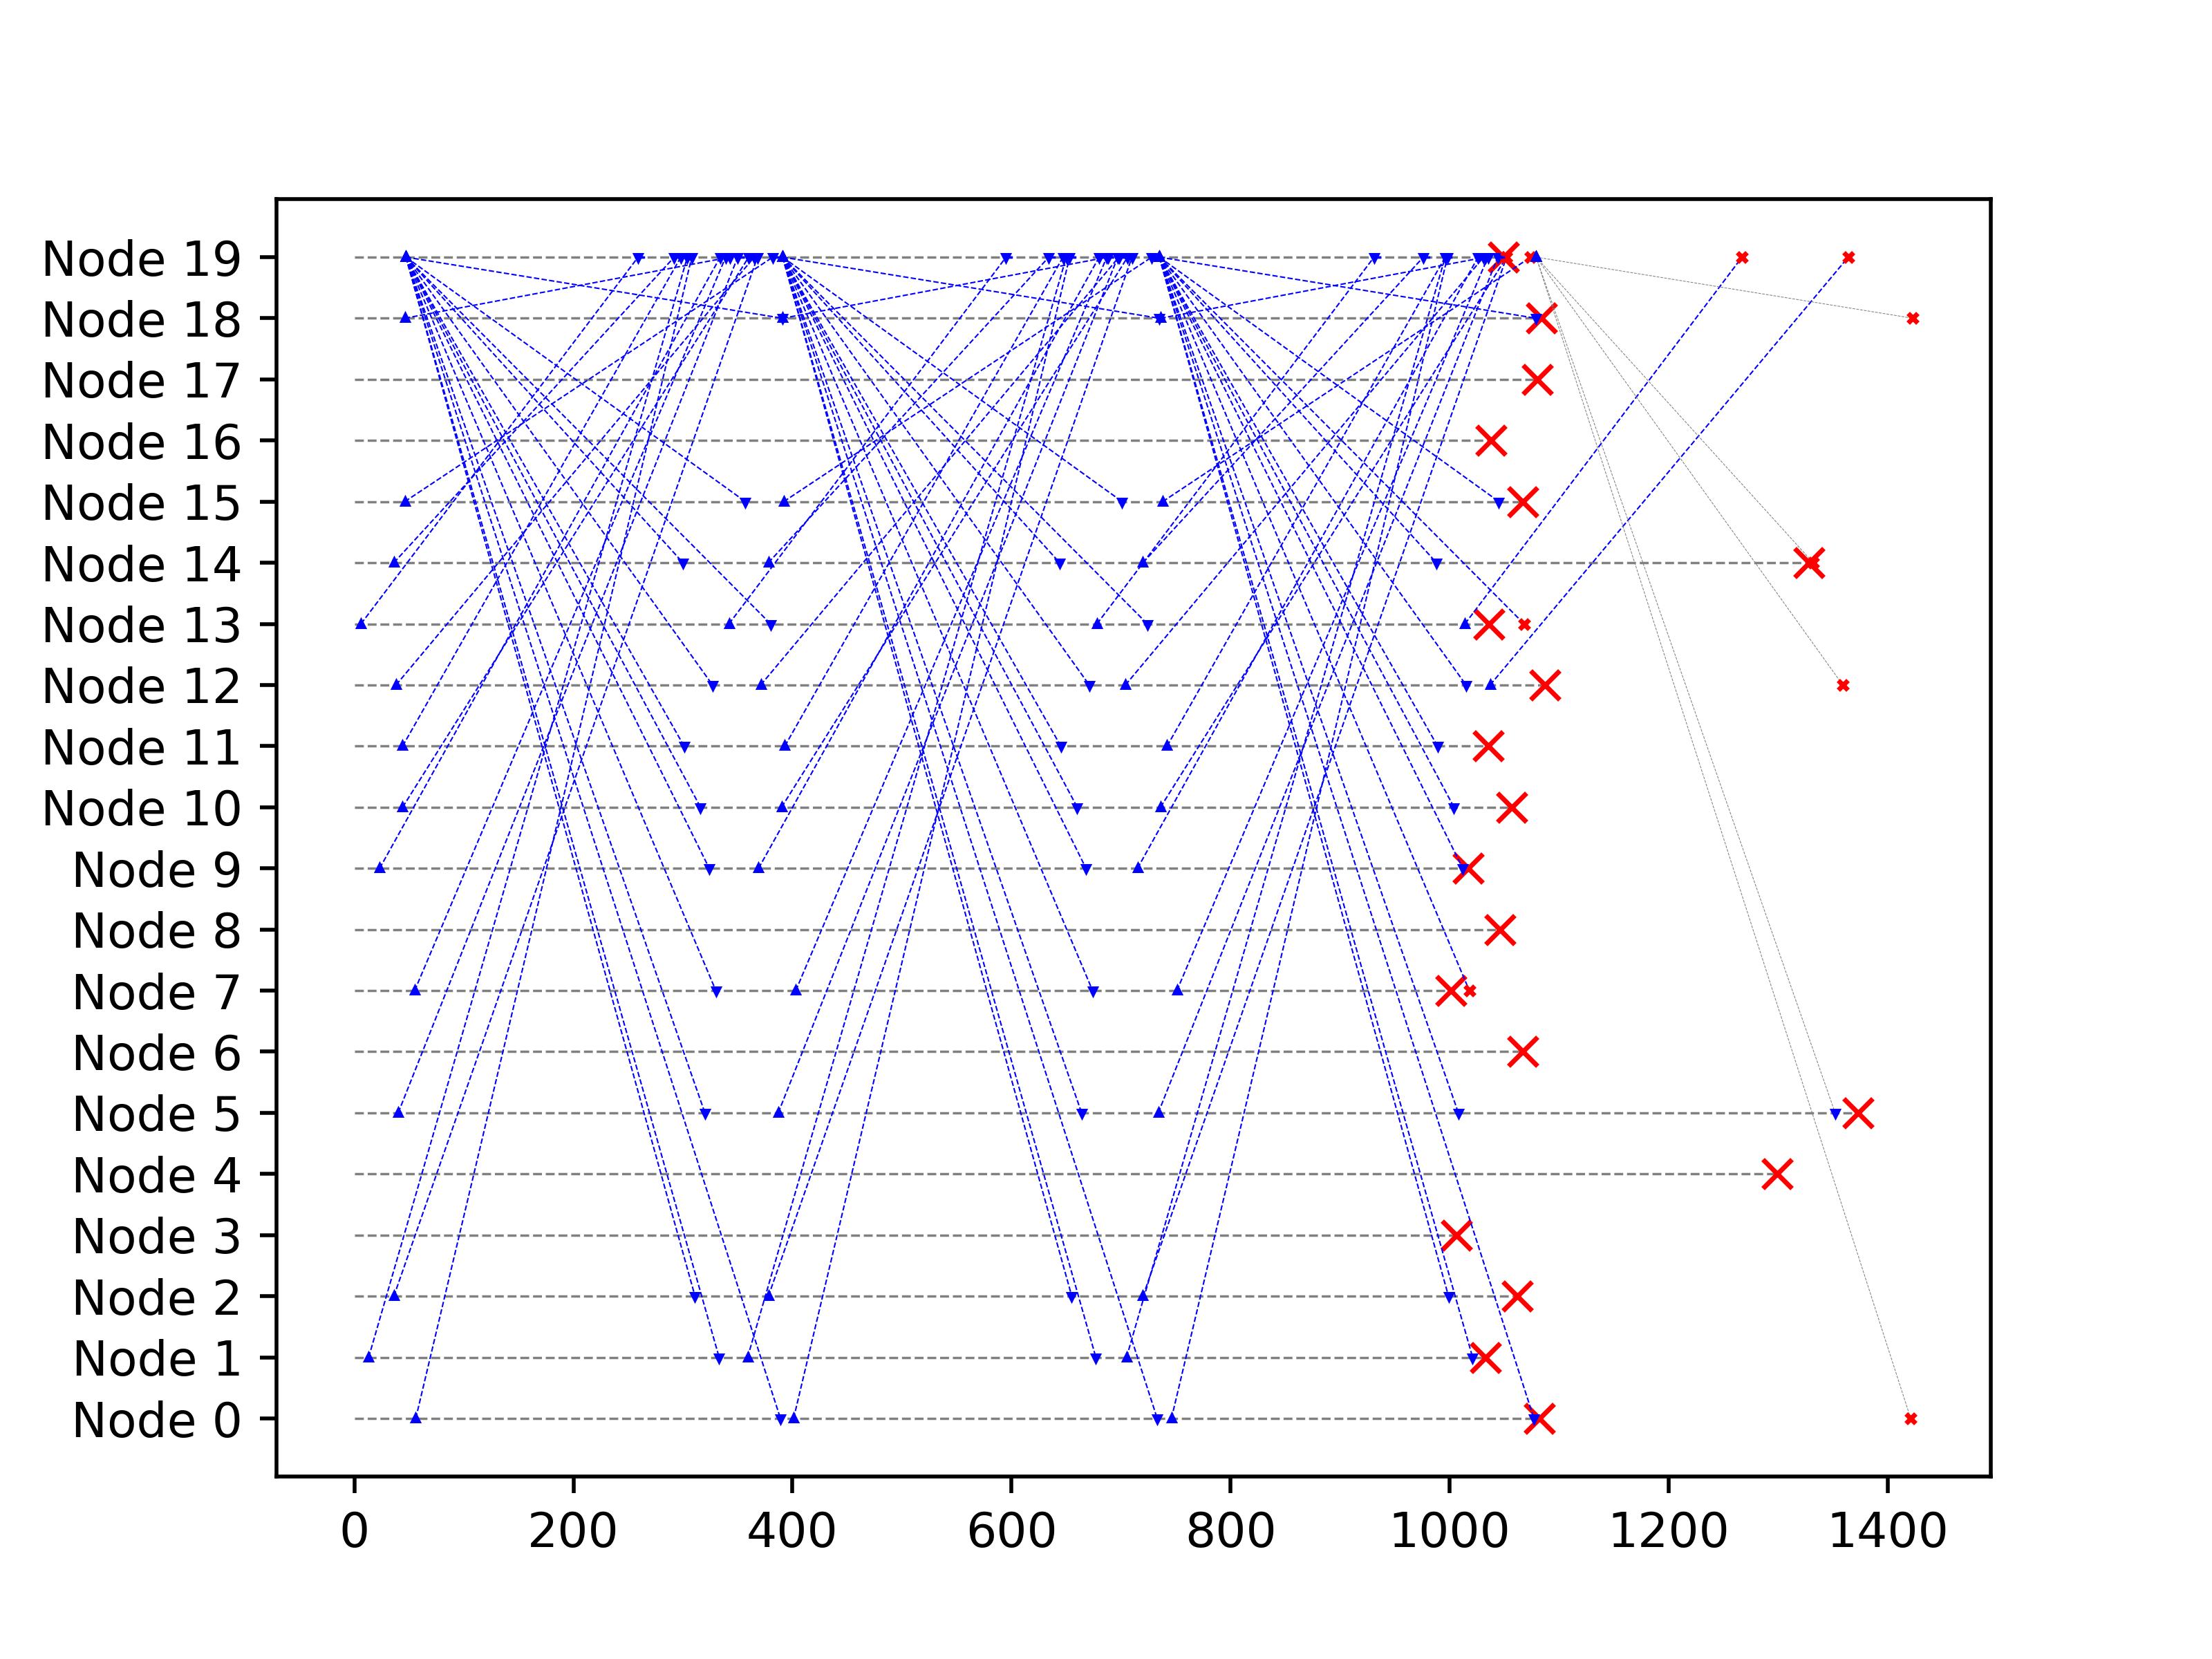 Node 19
Node 18
Node 17
Node 16
Node 15
Node 14
Node 13
Node 12
Node 11
Node 10
Node 9
Node 8
Node 7
Node 6
Node 5
Node 4
Node 3
Node 2
Node 1
Node 0
0 200 400 600 800 1000 1200 1400